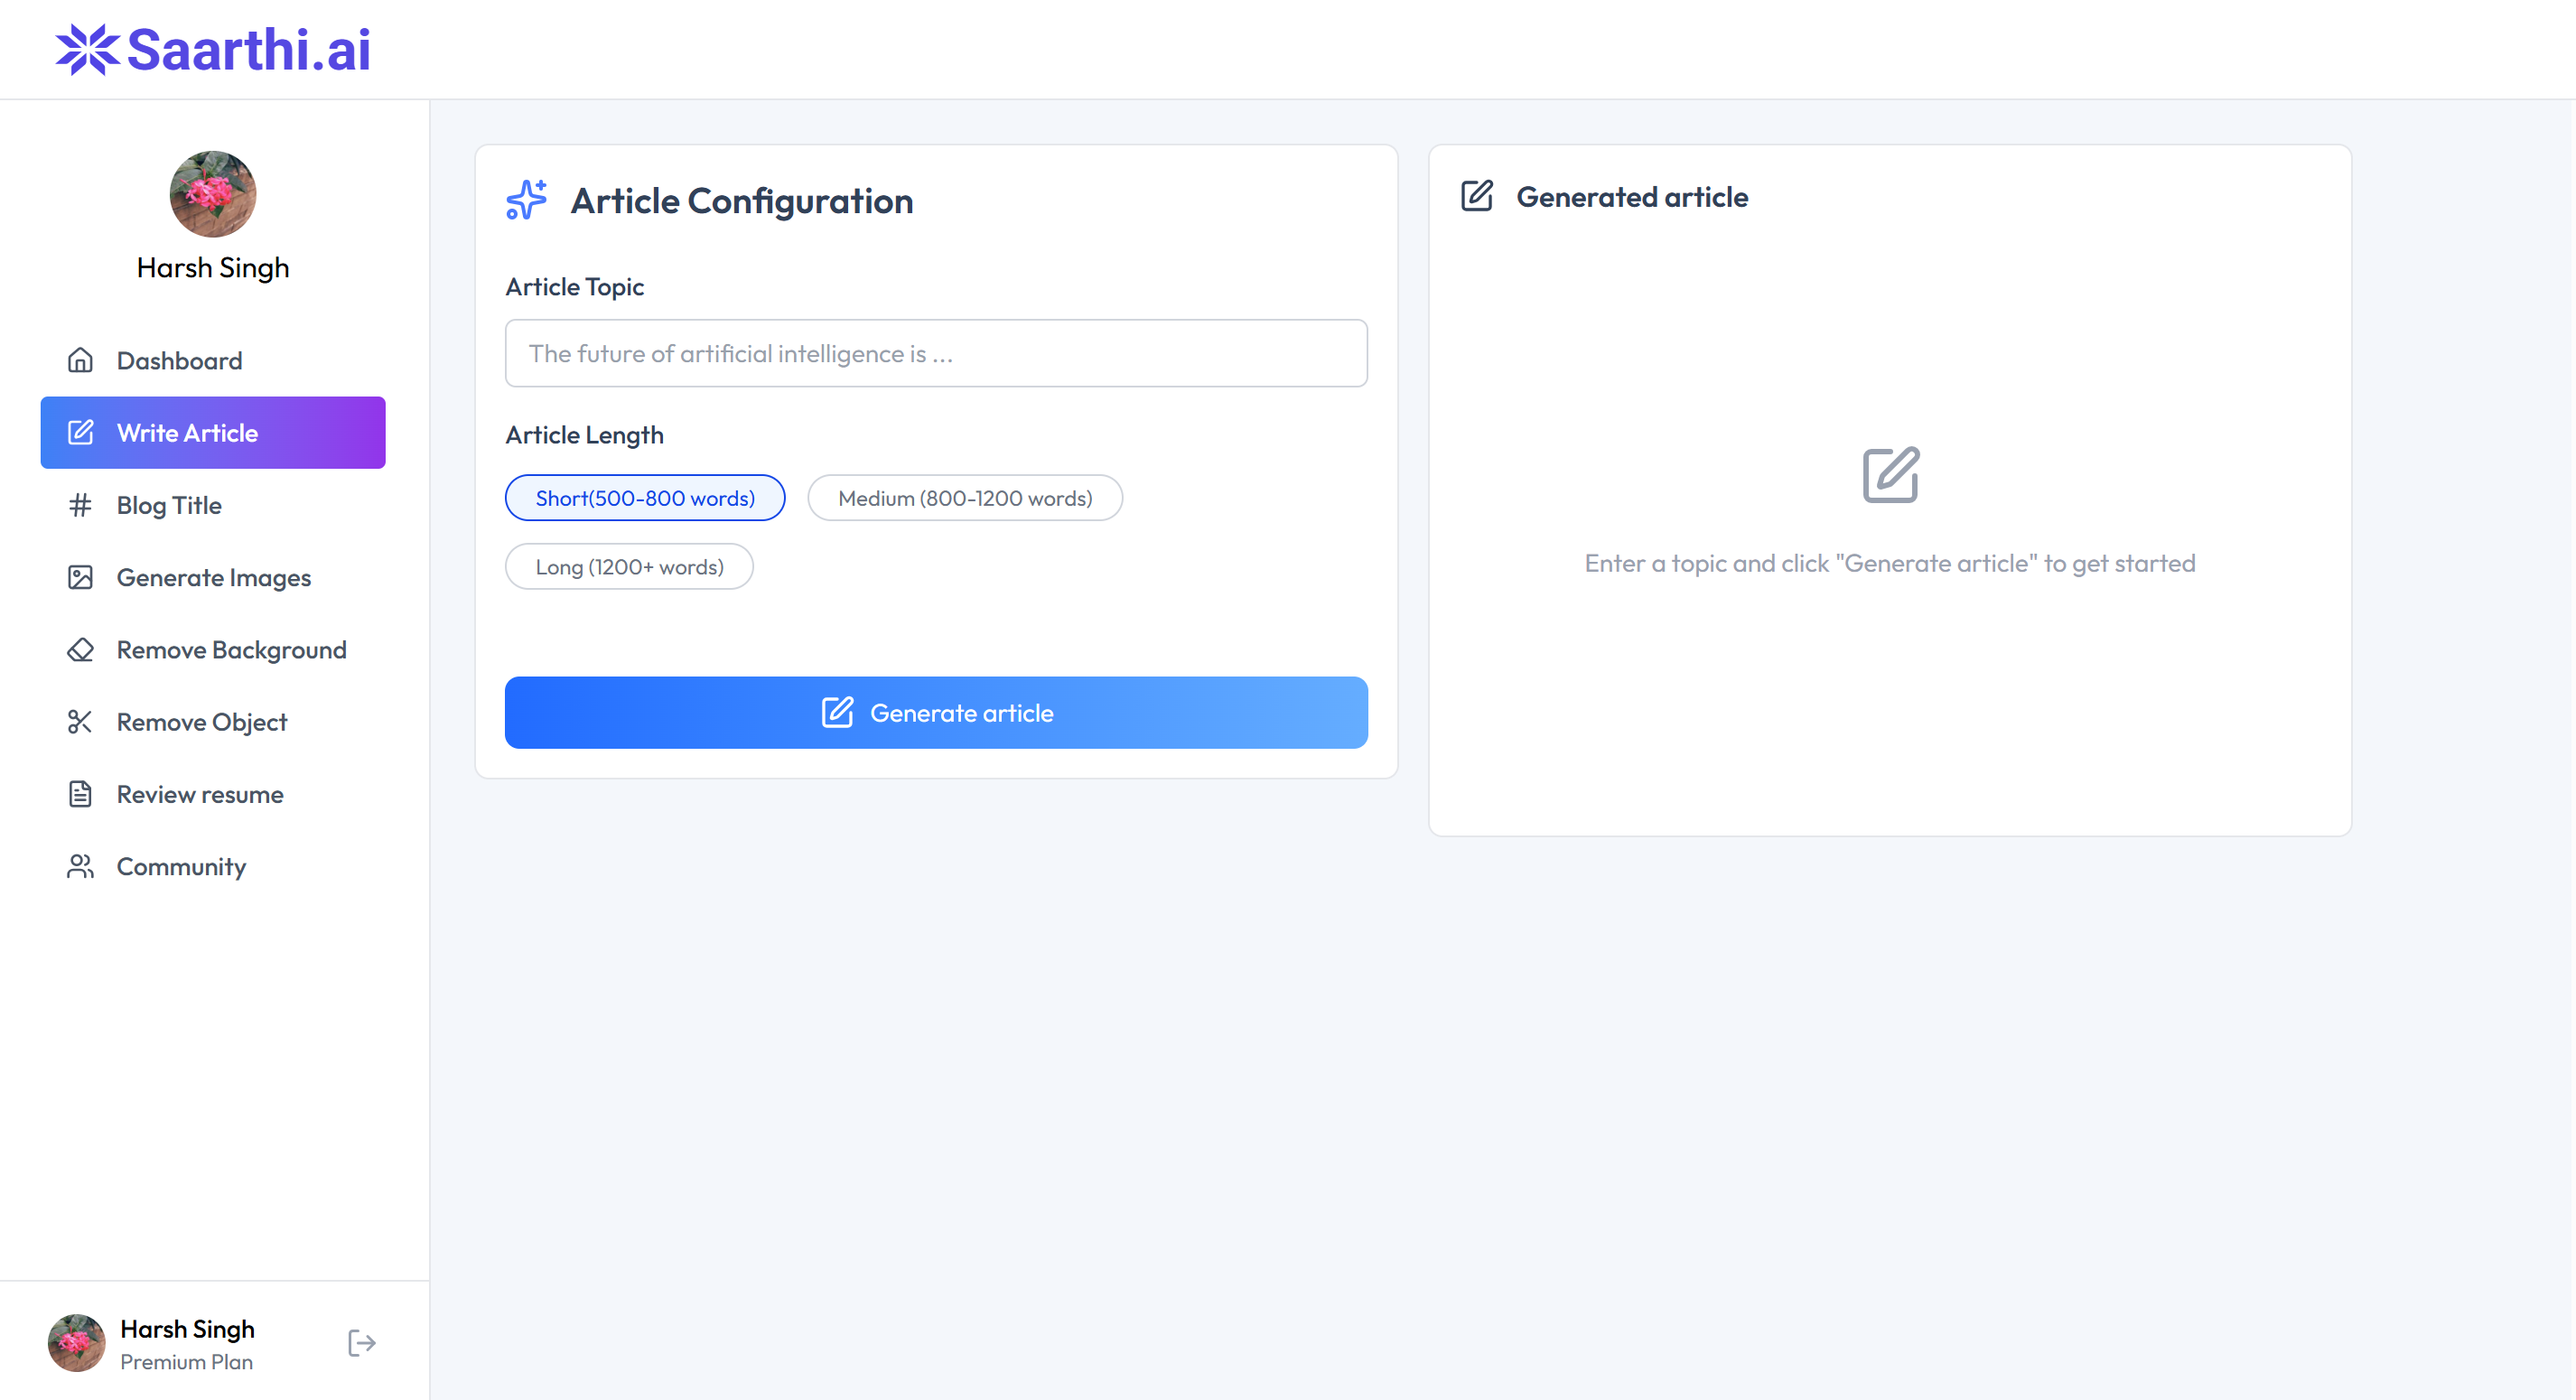 Saarthi.ai
Harsh Singh
Dashboard
Write Article
Blog Title
Generate Images
Remove Background
Remove Object
Review resume
Community
Harsh Singh
Premium Plan
Article Configuration
Article Topic
The future of artificial intelligence is ...
Article Length
Short(500-800 words)
Medium (800-1200 words)
Long (1200+ words)
Generate article
Generated article
Enter a topic and click "Generate article" to get started